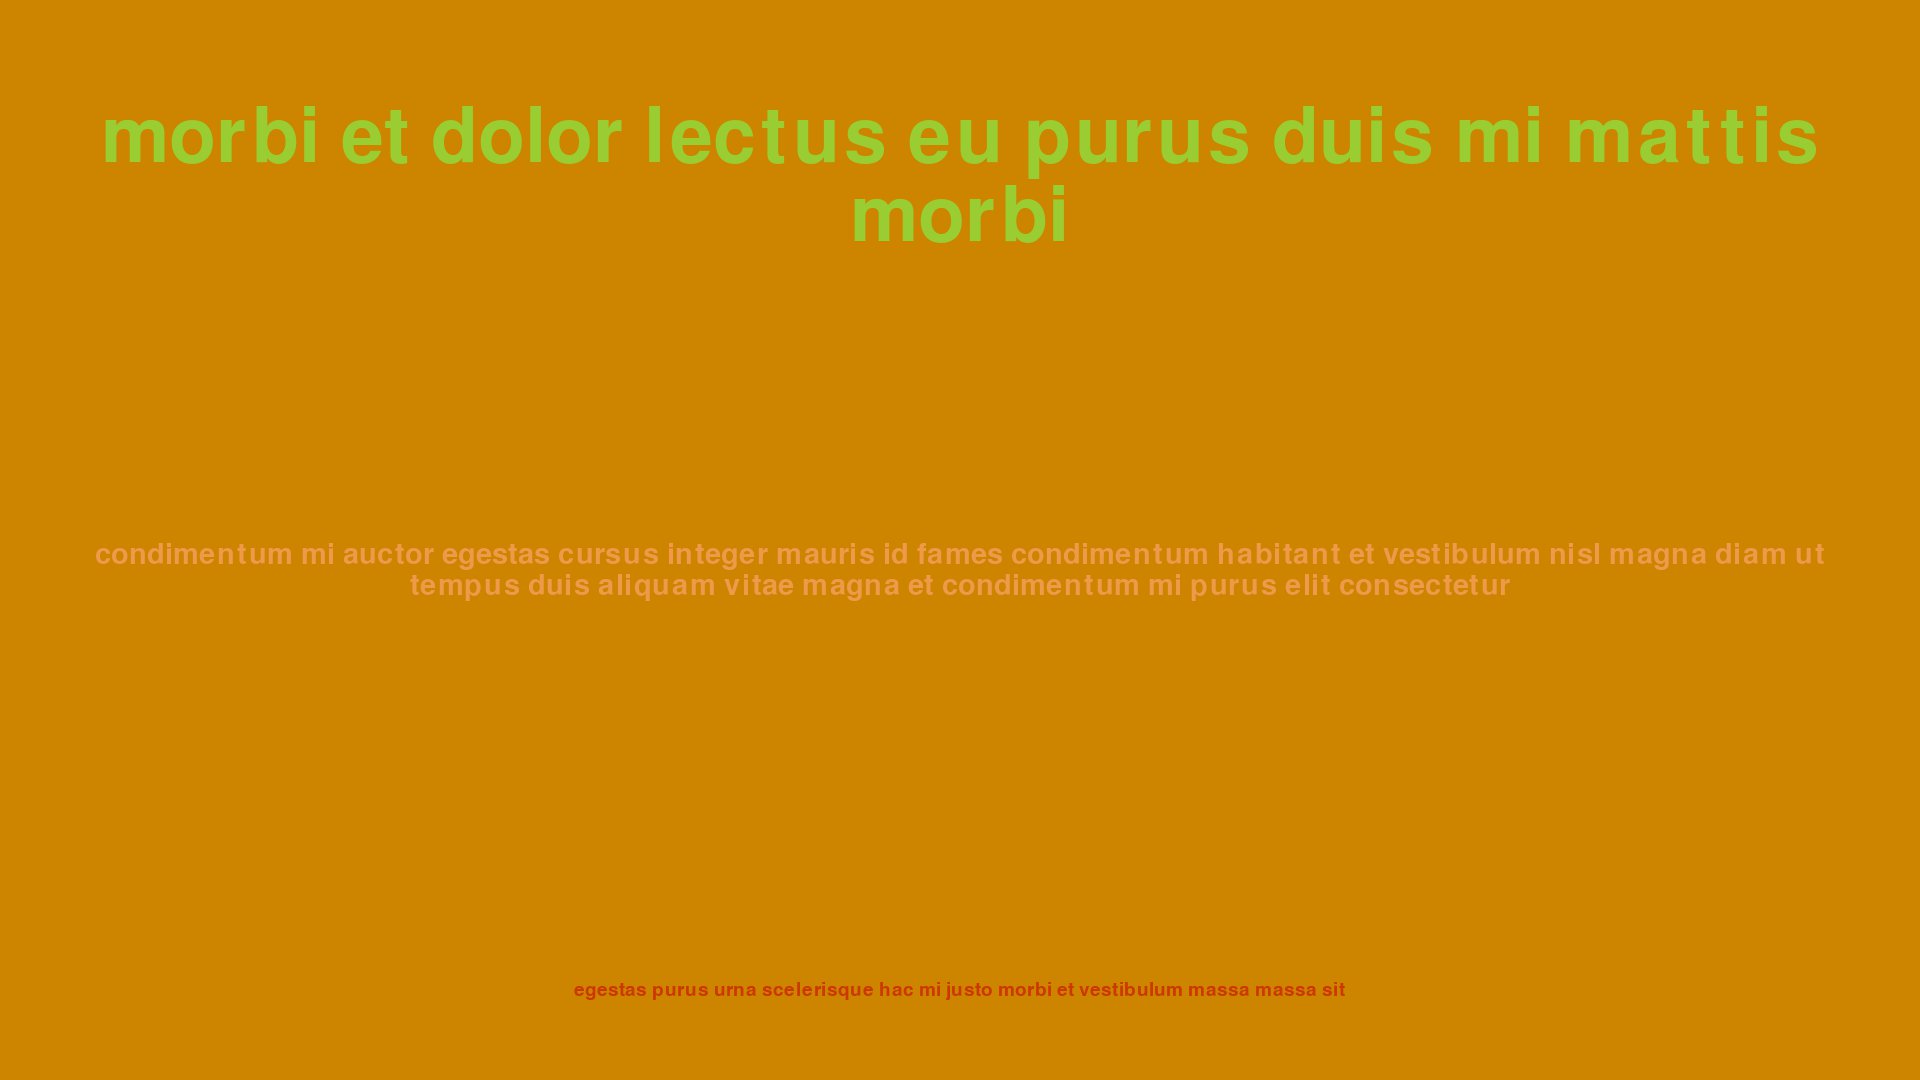 morbi et dolor lectus eu purus duis mi mattis
morbi
condimentum mi auctor egestas cursus integer mauris id fames condimentum habitant et vestibulum nisl magna diam ut
tempus duis aliquam vitae magna et condimentum mi purus elit consectetur
egestas purus urna scelerisque hac mi justo morbi et vestibulum massa massa sit